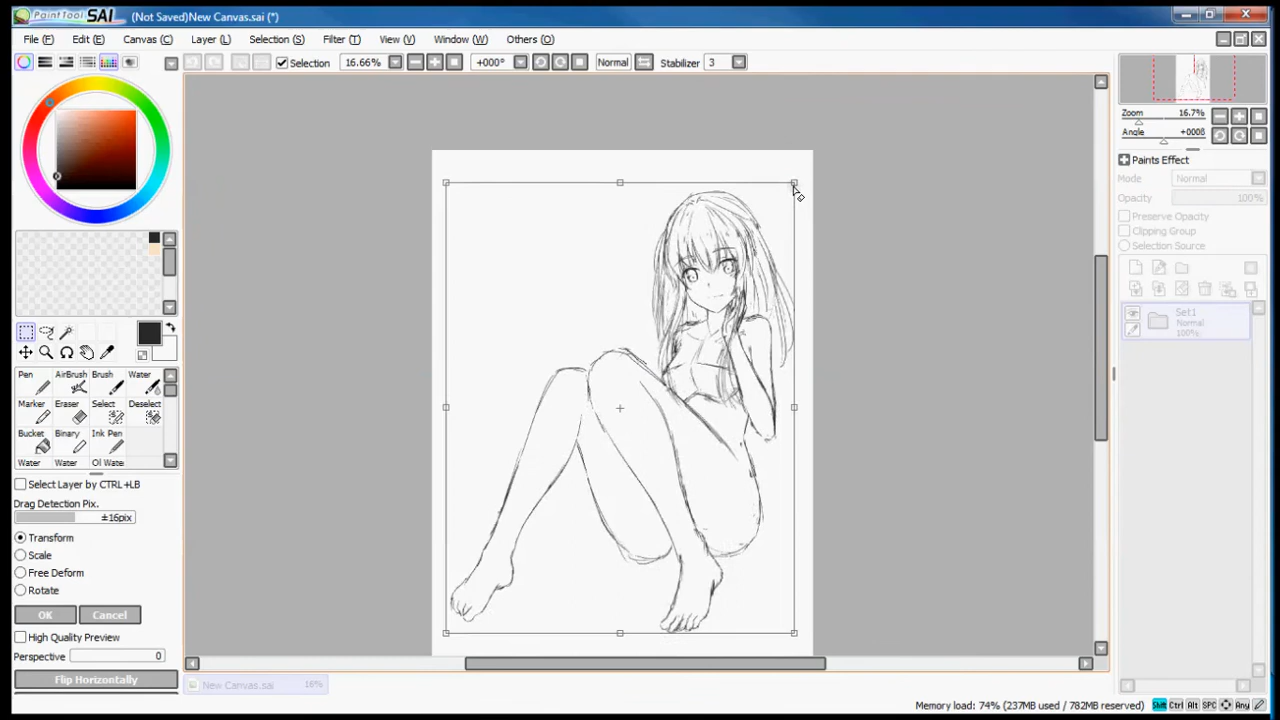 PaintTool SAI (Not Saved)New Canvas.sai (*)
File (F) Edit (E) Canvas (C) Layer (L) Selection (S) Filter (T) View (V) Window (W) Others (O)
Selection 16.66% +000° Normal Stabilizer 3
Zoom 16.7%
Angle +0008
Paints Effect
Mode Normal
Opacity 100%
Preserve Opacity
Clipping Group
Selection Source
Set1
Normal
100%
Pen AirBrush Brush Water
Marker Eraser Select Deselect
Bucket Binary Ink Pen
Water Water Oil Wate
Select Layer by CTRL+LB
Drag Detection Pix.
±16pix
Transform
Scale
Free Deform
Rotate
OK Cancel
High Quality Preview
Perspective 0
Flip Horizontally
New Canvas.sai 16%
Memory load: 74% (237MB used / 782MB reserved) Shft Ctrl Alt SPC Any